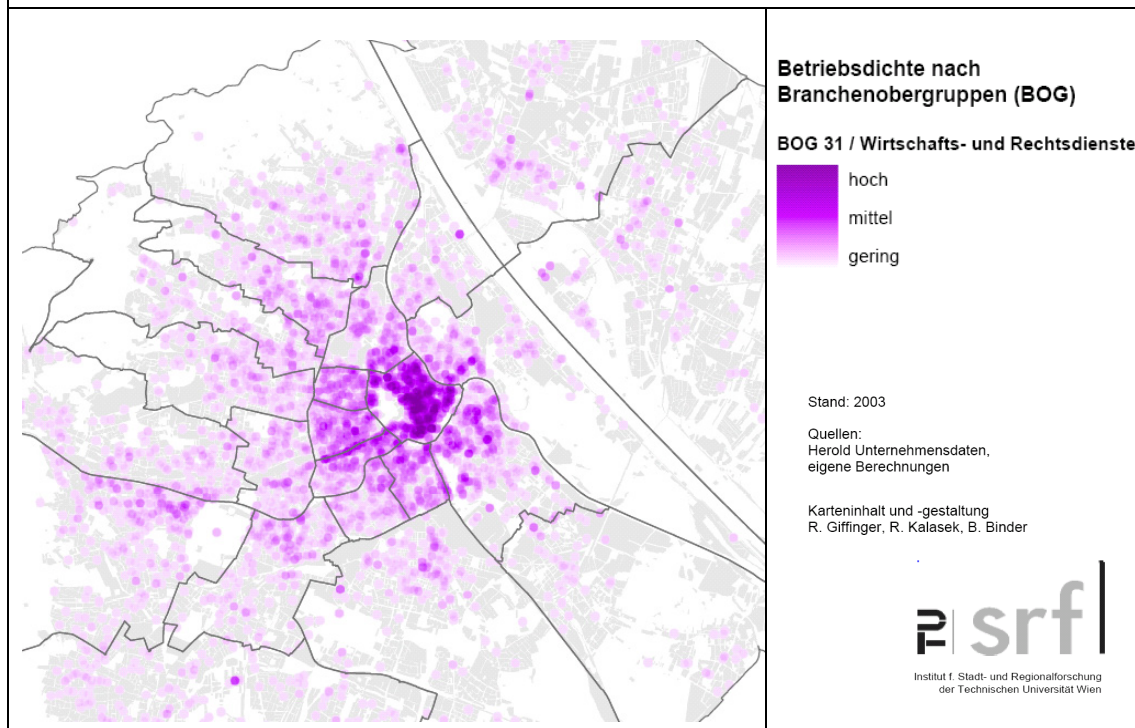 Betriebsdichte nach
Branchenobergruppen (BOG)
BOG 31 / Wirtschafts- und Rechtsdienste
hoch
mittel
gering
Stand: 2003
Quellen:
Herold Unternehmensdaten,
eigene Berechnungen
Karteninhalt und -gestaltung
R. Giffinger, R. Kalasek, B. Binder
srf
Institut f. Stadt- und Regionalforschung
der Technischen Universität Wien